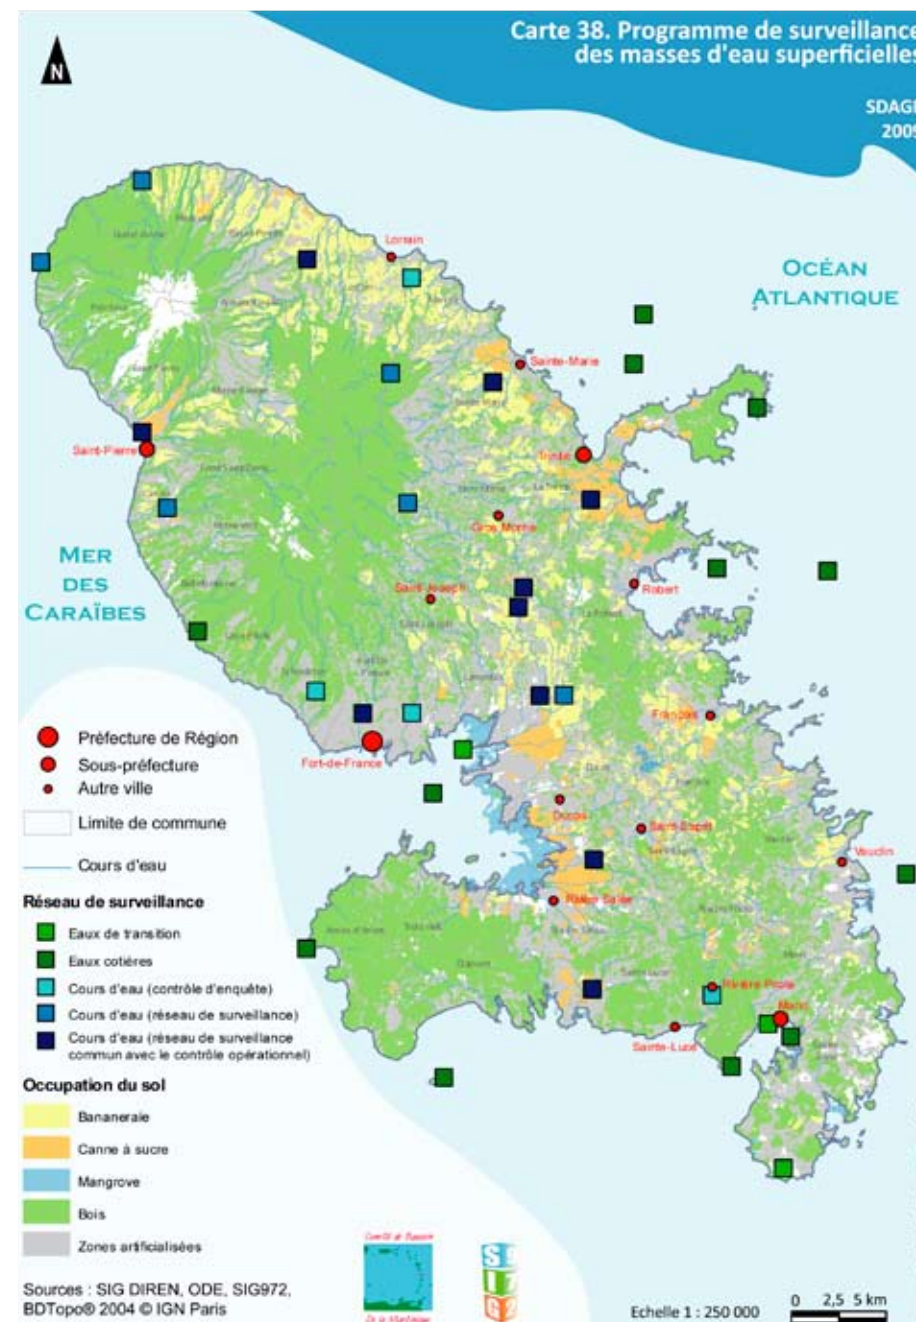 Carte 38. Programme de surveillance
des masses d'eau superficielles
SDAGE
2009
N
OCÉAN
ATLANTIQUE
MER
DES
CARAÏBES
Lorrain
Sainte-Marie
Saint-Pierre
Trinité
Gros Morne
Saint-Joseph
Robert
François
Fort-de-France
Ducos
Saint-Esprit
Vauclin
Rivière Salée
Rivière Pilote
Marin
Sainte-Luce
Préfecture de Région
Sous-préfecture
Autre ville
Limite de commune
Cours d'eau
Réseau de surveillance
Eaux de transition
Eaux cotières
Cours d'eau (contrôle d'enquête)
Cours d'eau (réseau de surveillance)
Cours d'eau (réseau de surveillance
commun avec le contrôle opérationnel)
Occupation du sol
Bananeraie
Canne à sucre
Mangrove
Bois
Zones artificialisées
Sources : SIG DIREN, ODE, SIG972,
BDTopo® 2004 © IGN Paris
De la Martinique
S
I
G
Echelle 1 : 250 000
0 2,5 5 km